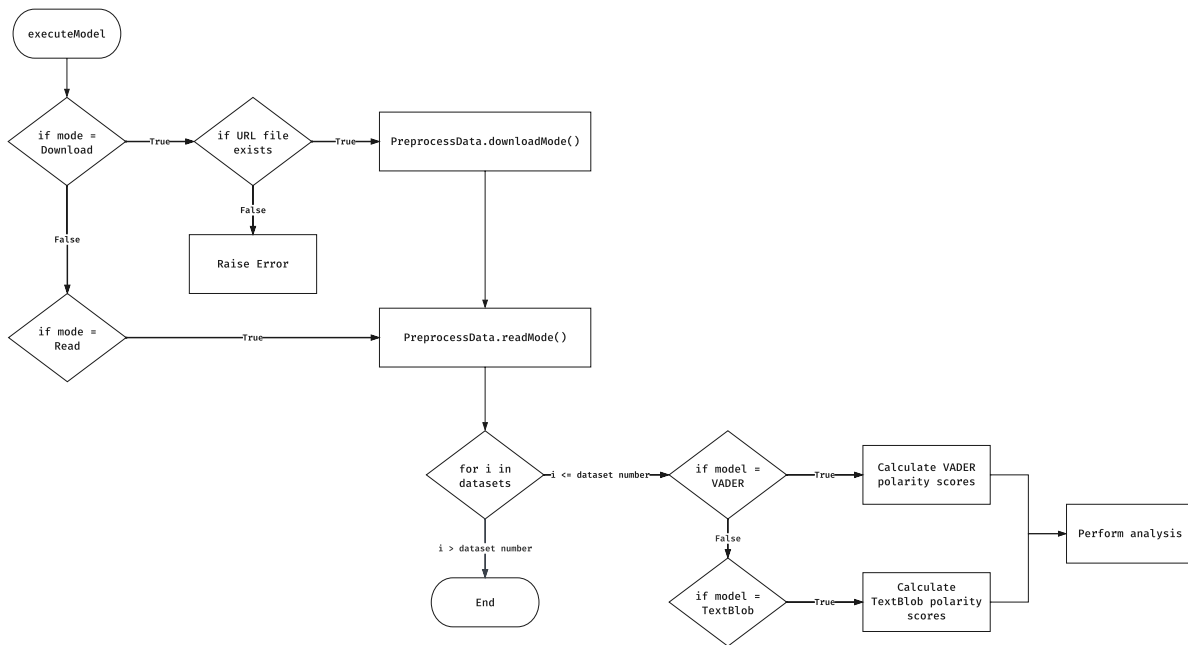 executeModel
if mode =
Download
True
if URL file
exists
True
PreprocessData.downloadMode()
False
Raise Error
False
if mode =
Read
True
PreprocessData.readMode()
for i in
datasets
i <= dataset number
if model =
VADER
True
Calculate VADER
polarity scores
Perform analysis
i > dataset number
False
End
if model =
TextBlob
True
Calculate
TextBlob polarity
scores